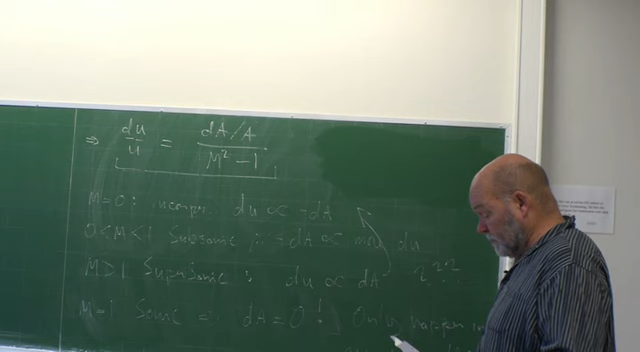 ⇒ du/u = (dA/A)/(M² - 1)
M=0: incompr du ∝ -dA
0<M<1 Subsonic -dA ∝ du
M>1 Supersonic : du ∝ dA ???
M=1 Sonic ⇒ dA=0 ! Only happen in